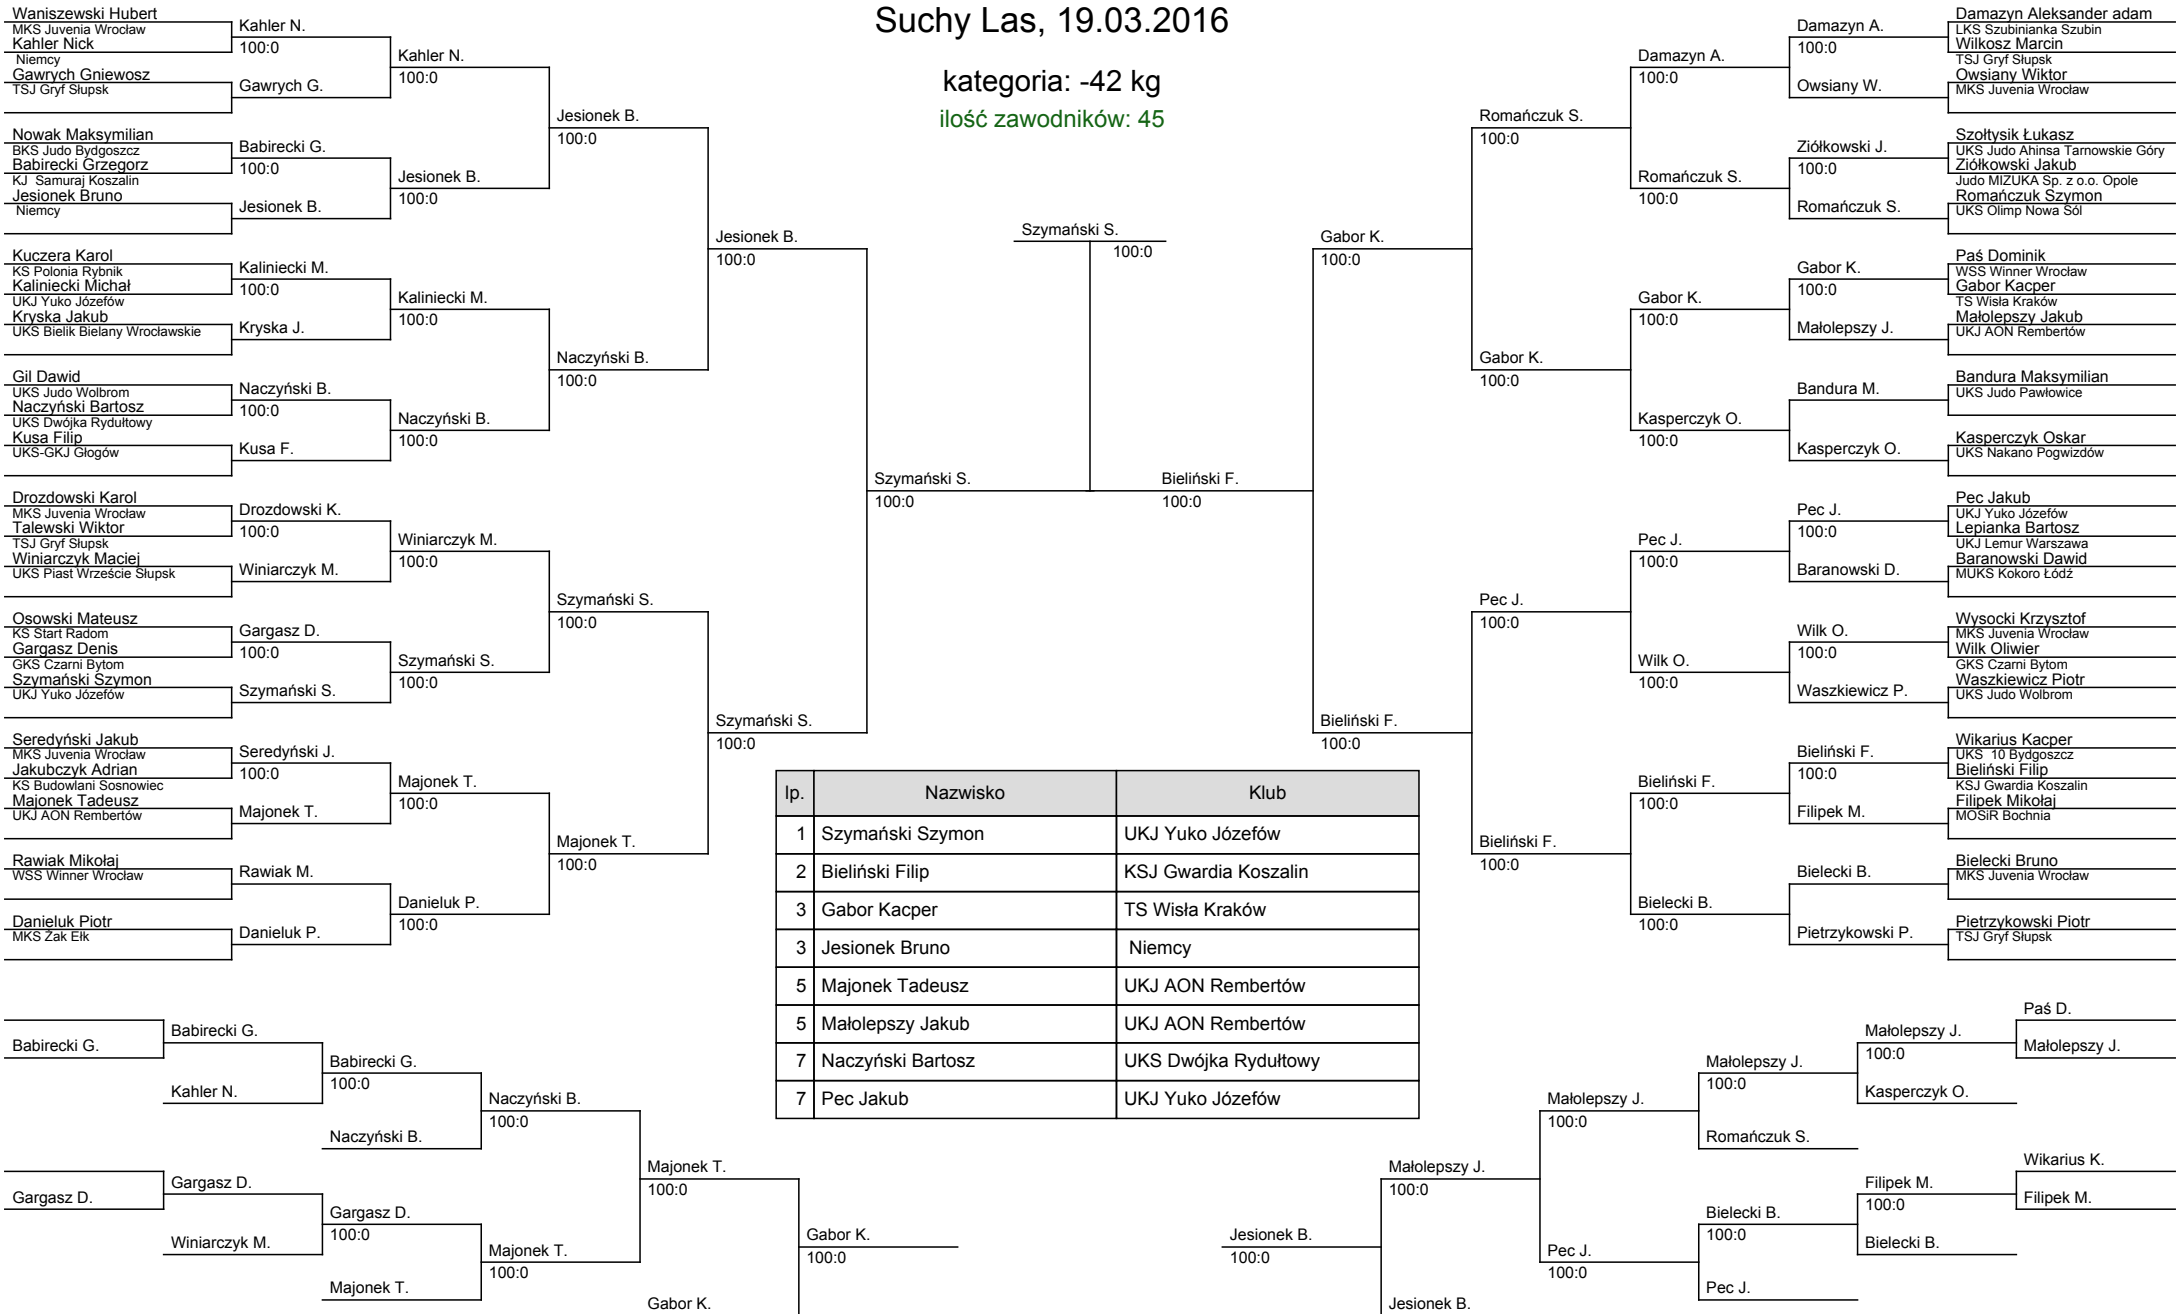 Suchy Las, 19.03.2016
kategoria: -42 kg
ilość zawodników: 45
Waniszewski Hubert
MKS Juvenia Wrocław
Kahler Nick
Niemcy
Gawrych Gniewosz
TSJ Gryf Słupsk
Nowak Maksymilian
BKS Judo Bydgoszcz
Babirecki Grzegorz
KJ Samuraj Koszalin
Jesionek Bruno
Niemcy
Kuczera Karol
KS Polonia Rybnik
Kaliniecki Michał
UKJ Yuko Józefów
Kryska Jakub
UKS Bielik Bielany Wrocławskie
Gil Dawid
UKS Judo Wolbrom
Naczyński Bartosz
UKS Dwójka Rydułtowy
Kusa Filip
UKS-GKJ Głogów
Drozdowski Karol
MKS Juvenia Wrocław
Talewski Wiktor
TSJ Gryf Słupsk
Winiarczyk Maciej
UKS Piast Wrzeście Słupsk
Osowski Mateusz
KS Start Radom
Gargasz Denis
GKS Czarni Bytom
Szymański Szymon
UKJ Yuko Józefów
Seredyński Jakub
MKS Juvenia Wrocław
Jakubczyk Adrian
KS Budowlani Sosnowiec
Majonek Tadeusz
UKJ AON Rembertów
Rawiak Mikołaj
WSS Winner Wrocław
Danieluk Piotr
MKS Żak Ełk
Kahler N.
100:0
Gawrych G.
Babirecki G.
100:0
Jesionek B.
Kaliniecki M.
100:0
Kryska J.
Naczyński B.
100:0
Kusa F.
Drozdowski K.
100:0
Winiarczyk M.
Gargasz D.
100:0
Szymański S.
Seredyński J.
100:0
Majonek T.
Rawiak M.
Danieluk P.
Kahler N.
100:0
Jesionek B.
100:0
Kaliniecki M.
100:0
Naczyński B.
100:0
Winiarczyk M.
100:0
Szymański S.
100:0
Majonek T.
100:0
Danieluk P.
100:0
Jesionek B.
100:0
Naczyński B.
100:0
Szymański S.
100:0
Majonek T.
100:0
Jesionek B.
100:0
Szymański S.
100:0
Szymański S.
100:0
Szymański S.
100:0
Bieliński F.
100:0
Gabor K.
100:0
Bieliński F.
100:0
Romańczuk S.
100:0
Gabor K.
100:0
Pec J.
100:0
Bieliński F.
100:0
Damazyn A.
100:0
Romańczuk S.
100:0
Gabor K.
100:0
Kasperczyk O.
100:0
Pec J.
100:0
Wilk O.
100:0
Bieliński F.
100:0
Bielecki B.
100:0
Damazyn A.
100:0
Owsiany W.
Ziółkowski J.
100:0
Romańczuk S.
Gabor K.
100:0
Małolepszy J.
Bandura M.
Kasperczyk O.
Pec J.
100:0
Baranowski D.
Wilk O.
100:0
Waszkiewicz P.
Bieliński F.
100:0
Filipek M.
Bielecki B.
Pietrzykowski P.
Damazyn Aleksander adam
LKS Szubinianka Szubin
Wilkosz Marcin
TSJ Gryf Słupsk
Owsiany Wiktor
MKS Juvenia Wrocław
Szołtysik Łukasz
UKS Judo Ahinsa Tarnowskie Góry
Ziółkowski Jakub
Judo MIZUKA Sp. z o.o. Opole
Romańczuk Szymon
UKS Olimp Nowa Sól
Paś Dominik
WSS Winner Wrocław
Gabor Kacper
TS Wisła Kraków
Małolepszy Jakub
UKJ AON Rembertów
Bandura Maksymilian
UKS Judo Pawłowice
Kasperczyk Oskar
UKS Nakano Pogwizdów
Pec Jakub
UKJ Yuko Józefów
Lepianka Bartosz
UKJ Lemur Warszawa
Baranowski Dawid
MUKS Kokoro Łódź
Wysocki Krzysztof
MKS Juvenia Wrocław
Wilk Oliwier
GKS Czarni Bytom
Waszkiewicz Piotr
UKS Judo Wolbrom
Wikarius Kacper
UKS 10 Bydgoszcz
Bieliński Filip
KSJ Gwardia Koszalin
Filipek Mikołaj
MOSiR Bochnia
Bielecki Bruno
MKS Juvenia Wrocław
Pietrzykowski Piotr
TSJ Gryf Słupsk
lp. Nazwisko Klub
1 Szymański Szymon UKJ Yuko Józefów
2 Bieliński Filip KSJ Gwardia Koszalin
3 Gabor Kacper TS Wisła Kraków
3 Jesionek Bruno Niemcy
5 Majonek Tadeusz UKJ AON Rembertów
5 Małolepszy Jakub UKJ AON Rembertów
7 Naczyński Bartosz UKS Dwójka Rydułtowy
7 Pec Jakub UKJ Yuko Józefów
Babirecki G.
Gargasz D.
Babirecki G.
Kahler N.
Gargasz D.
Winiarczyk M.
Babirecki G.
100:0
Naczyński B.
Gargasz D.
100:0
Majonek T.
Naczyński B.
100:0
Majonek T.
100:0
Majonek T.
100:0
Gabor K.
Gabor K.
100:0
Jesionek B.
100:0
Małolepszy J.
100:0
Jesionek B.
Małolepszy J.
100:0
Pec J.
100:0
Małolepszy J.
100:0
Romańczuk S.
Bielecki B.
100:0
Pec J.
Małolepszy J.
100:0
Kasperczyk O.
Filipek M.
100:0
Bielecki B.
Paś D.
Małolepszy J.
Wikarius K.
Filipek M.